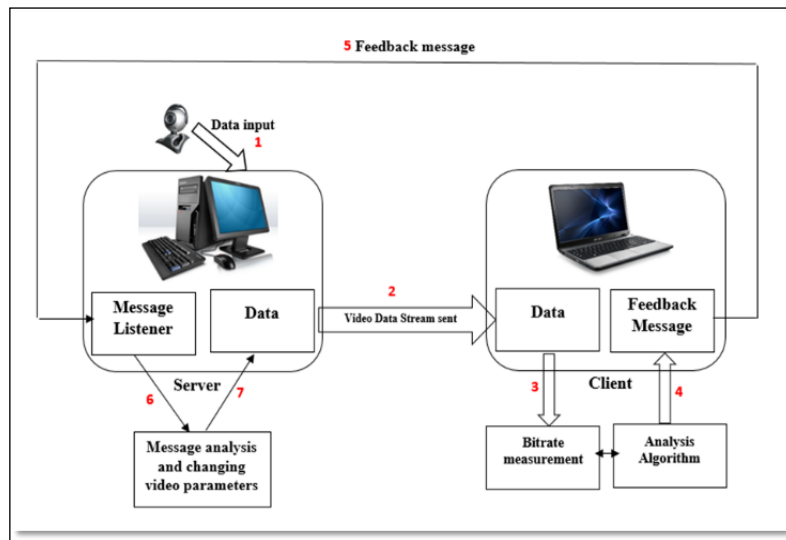 5 Feedback message
Data input
1
Message
Listener
Data
2
Video Data Stream sent
Data
Feedback
Message
6
Server
7
3
Client
4
Message analysis
and changing
video parameters
Bitrate
measurement
Analysis
Algorithm